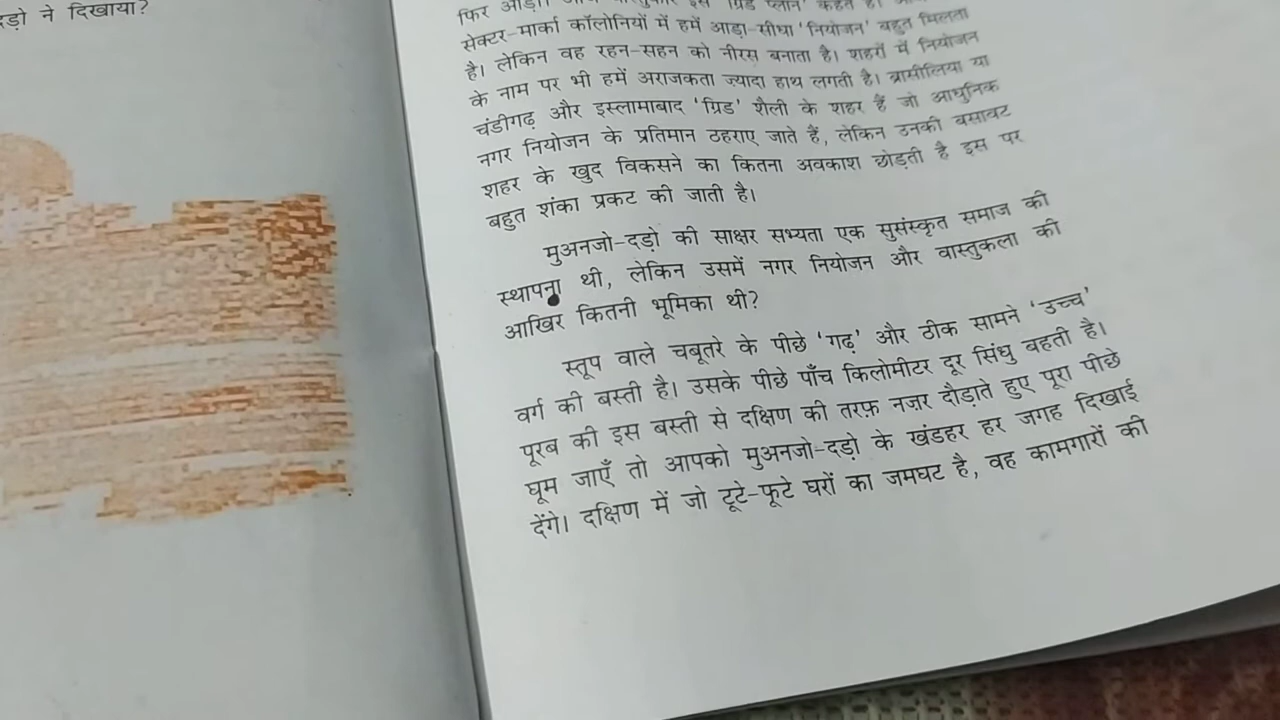 ने दिखाया?
फिर
सेक्टर-मार्का कॉलोनियों में हमें आड़ा-सीधा 'नियोजन' बहुत मिलता
है। लेकिन वह रहन-सहन को नीरस बनाता है। शहरों में नियोजन
के नाम पर भी हमें अराजकता ज़्यादा हाथ लगती है। ब्रासीलिया या
चंडीगढ़ और इस्लामाबाद 'ग्रिड' शैली के शहर हैं जो आधुनिक
नगर नियोजन के प्रतिमान ठहराए जाते हैं, लेकिन उनकी बसावट
शहर के खुद विकसने का कितना अवकाश छोड़ती है इस पर
बहुत शंका प्रकट की जाती है।
मुअनजो-दड़ो की साक्षर सभ्यता एक सुसंस्कृत समाज की
स्थापना थी, लेकिन उसमें नगर नियोजन और वास्तुकला की
आखिर कितनी भूमिका थी?
स्तूप वाले चबूतरे के पीछे 'गढ़' और ठीक सामने 'उच्च'
वर्ग की बस्ती है। उसके पीछे पाँच किलोमीटर दूर सिंधु बहती है।
पूरब की इस बस्ती से दक्षिण की तरफ़ नज़र दौड़ाते हुए पूरा पीछे
घूम जाएँ तो आपको मुअनजो-दड़ो के खंडहर हर जगह दिखाई
देंगे। दक्षिण में जो टूटे-फूटे घरों का जमघट है, वह कामगारों की